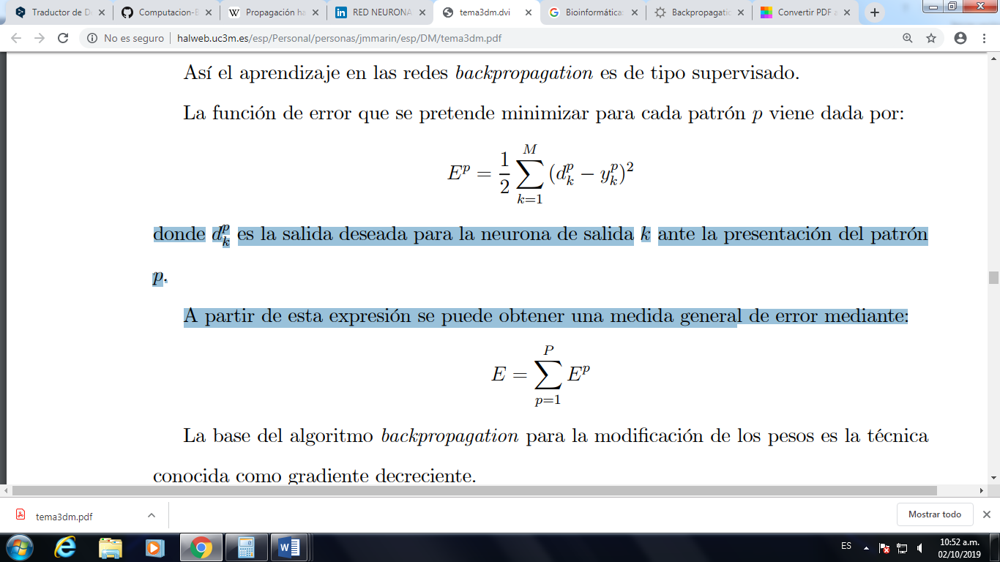 Traductor de D
Computacion-B
Propagación ha
RED NEURONA
tema3dm.dvi
Bioinformática:
Backpropagatio
Convertir PDF a
No es seguro | halweb.uc3m.es/esp/Personal/personas/jmmarin/esp/DM/tema3dm.pdf
Así el aprendizaje en las redes backpropagation es de tipo supervisado.
La función de error que se pretende minimizar para cada patrón p viene dada por:
E^p = \frac{1}{2} \sum_{k=1}^{M} (d_k^p − y_k^p)^2
donde d_k^p es la salida deseada para la neurona de salida k ante la presentación del patrón
p.
A partir de esta expresión se puede obtener una medida general de error mediante:
E = \sum_{p=1}^{P} E^p
La base del algoritmo backpropagation para la modificación de los pesos es la técnica
conocida como gradiente decreciente.
tema3dm.pdf
Mostrar todo
ES
10:52 a.m.
02/10/2019